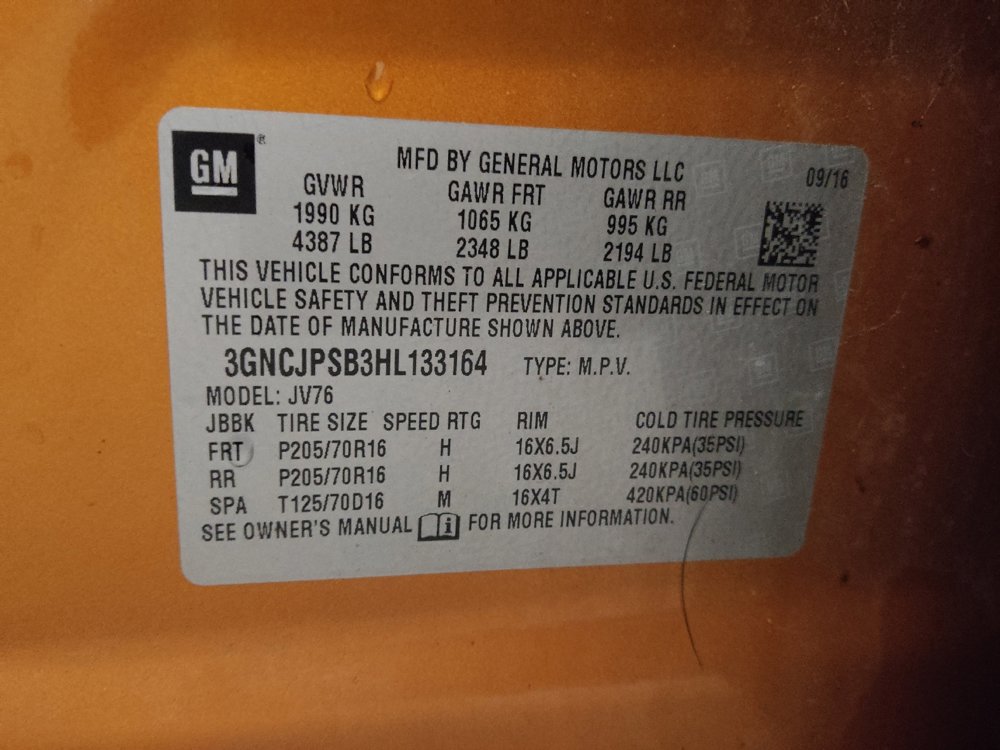 GM ®
MFD BY GENERAL MOTORS LLC 09/16
GVWR GAWR FRT GAWR RR
1990 KG 1065 KG 995 KG
4387 LB 2348 LB 2194 LB
THIS VEHICLE CONFORMS TO ALL APPLICABLE U.S. FEDERAL MOTOR
VEHICLE SAFETY AND THEFT PREVENTION STANDARDS IN EFFECT ON
THE DATE OF MANUFACTURE SHOWN ABOVE.
3GNCJPSB3HL133164 TYPE: M.P.V.
MODEL: JV76
JBBK TIRE SIZE SPEED RTG RIM COLD TIRE PRESSURE
FRT P205/70R16 H 16X6.5J 240KPA(35PSI)
RR P205/70R16 H 16X6.5J 240KPA(35PSI)
SPA T125/70D16 M 16X4T 420KPA(60PSI)
SEE OWNER'S MANUAL i FOR MORE INFORMATION.